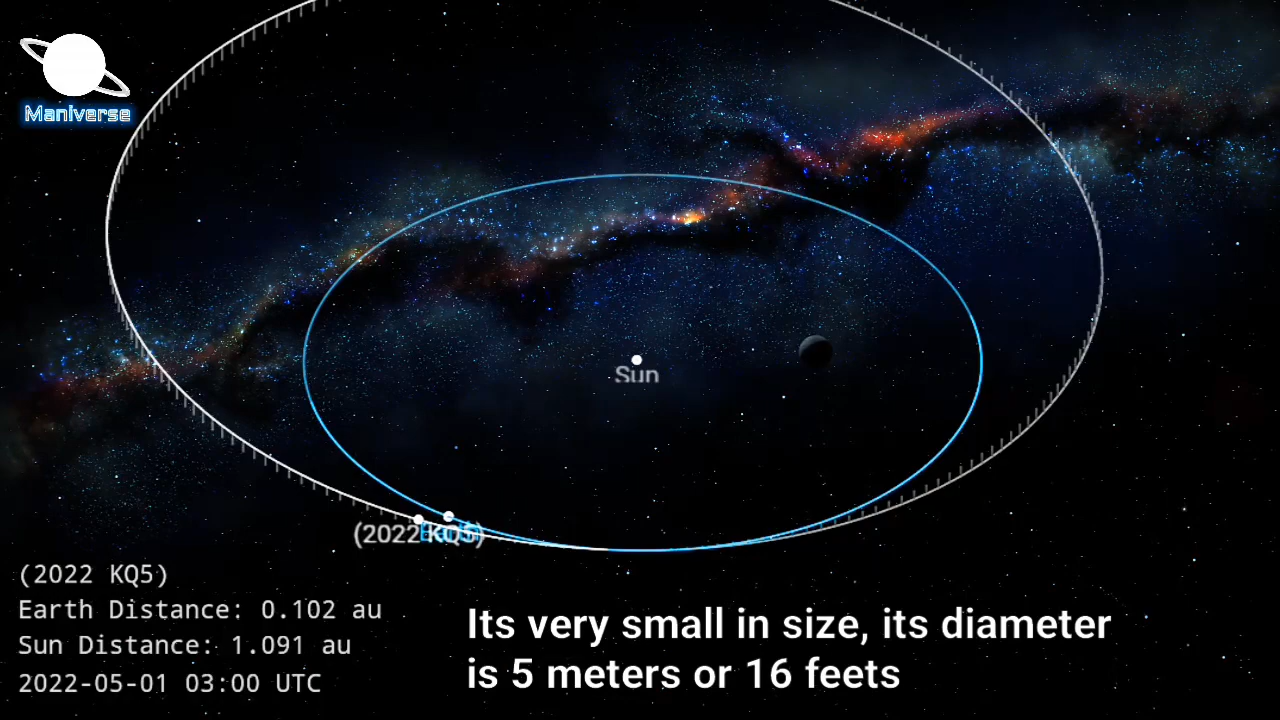 Maniverse
Sun
(2022 KQ5)
(2022 KQ5)
Earth Distance: 0.102 au
Sun Distance: 1.091 au
2022-05-01 03:00 UTC
Its very small in size, its diameter
is 5 meters or 16 feets